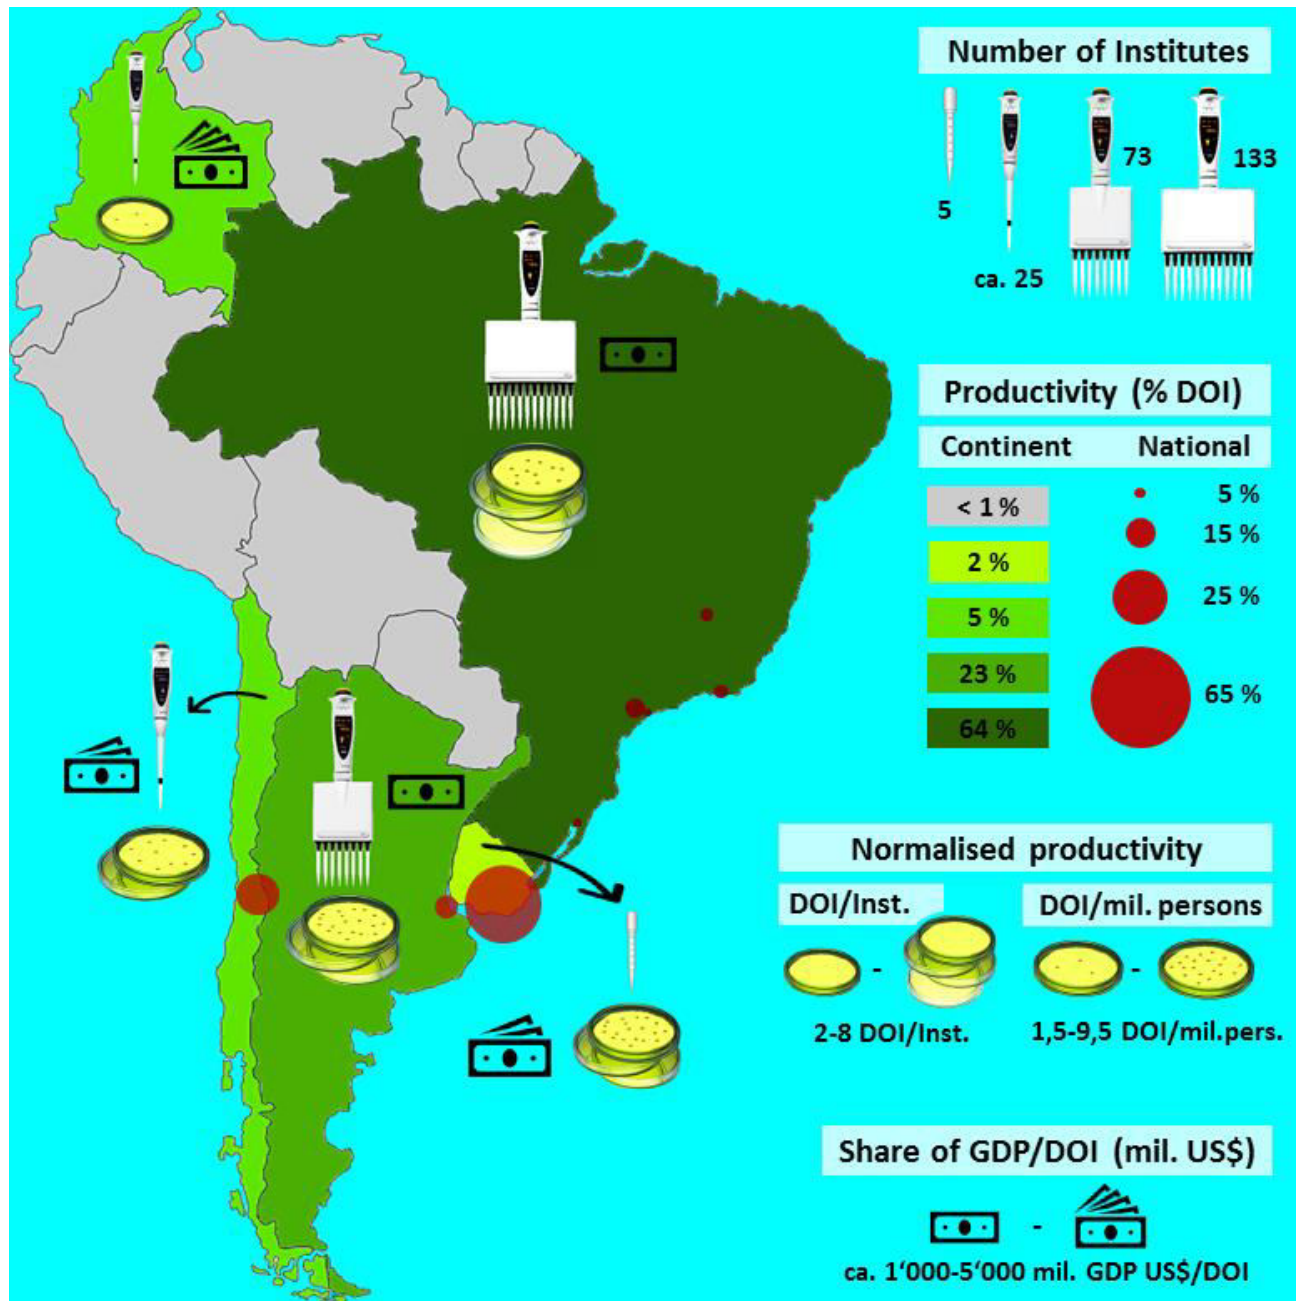 Number of Institutes
5
ca. 25
73
133
Productivity (% DOI)
Continent National
< 1 % 5 %
2 % 15 %
5 % 25 %
23 % 65 %
64 %
Normalised productivity
DOI/Inst. DOI/mil. persons
- -
2-8 DOI/Inst. 1,5-9,5 DOI/mil.pers.
Share of GDP/DOI (mil. US$)
-
ca. 1‘000-5‘000 mil. GDP US$/DOI